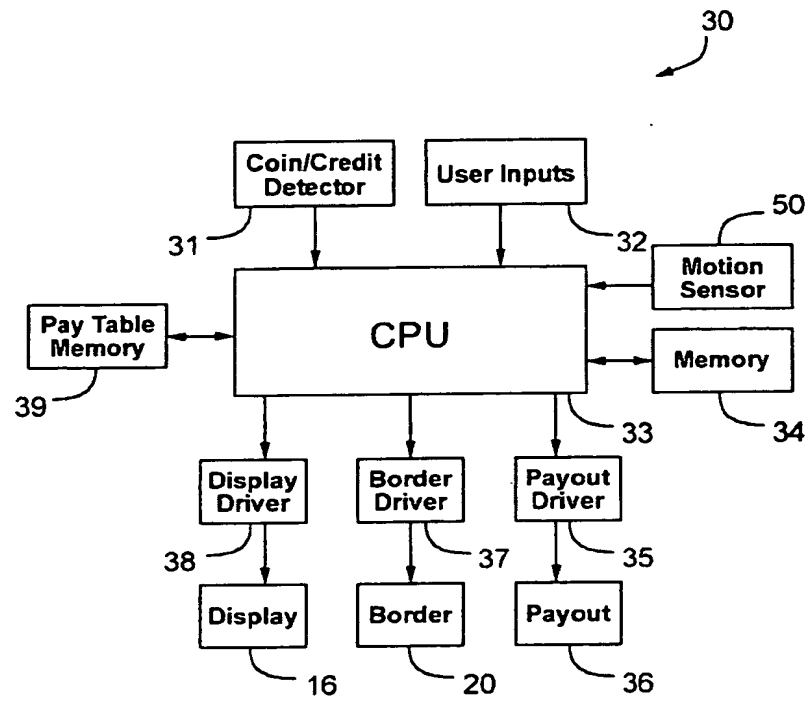 30
Coin/Credit
Detector
User Inputs
31
32
50
Motion
Sensor
CPU
Pay Table
Memory
39
Memory
34
33
Display
Driver
Border
Driver
Payout
Driver
38
37
35
Display
Border
Payout
16
20
36